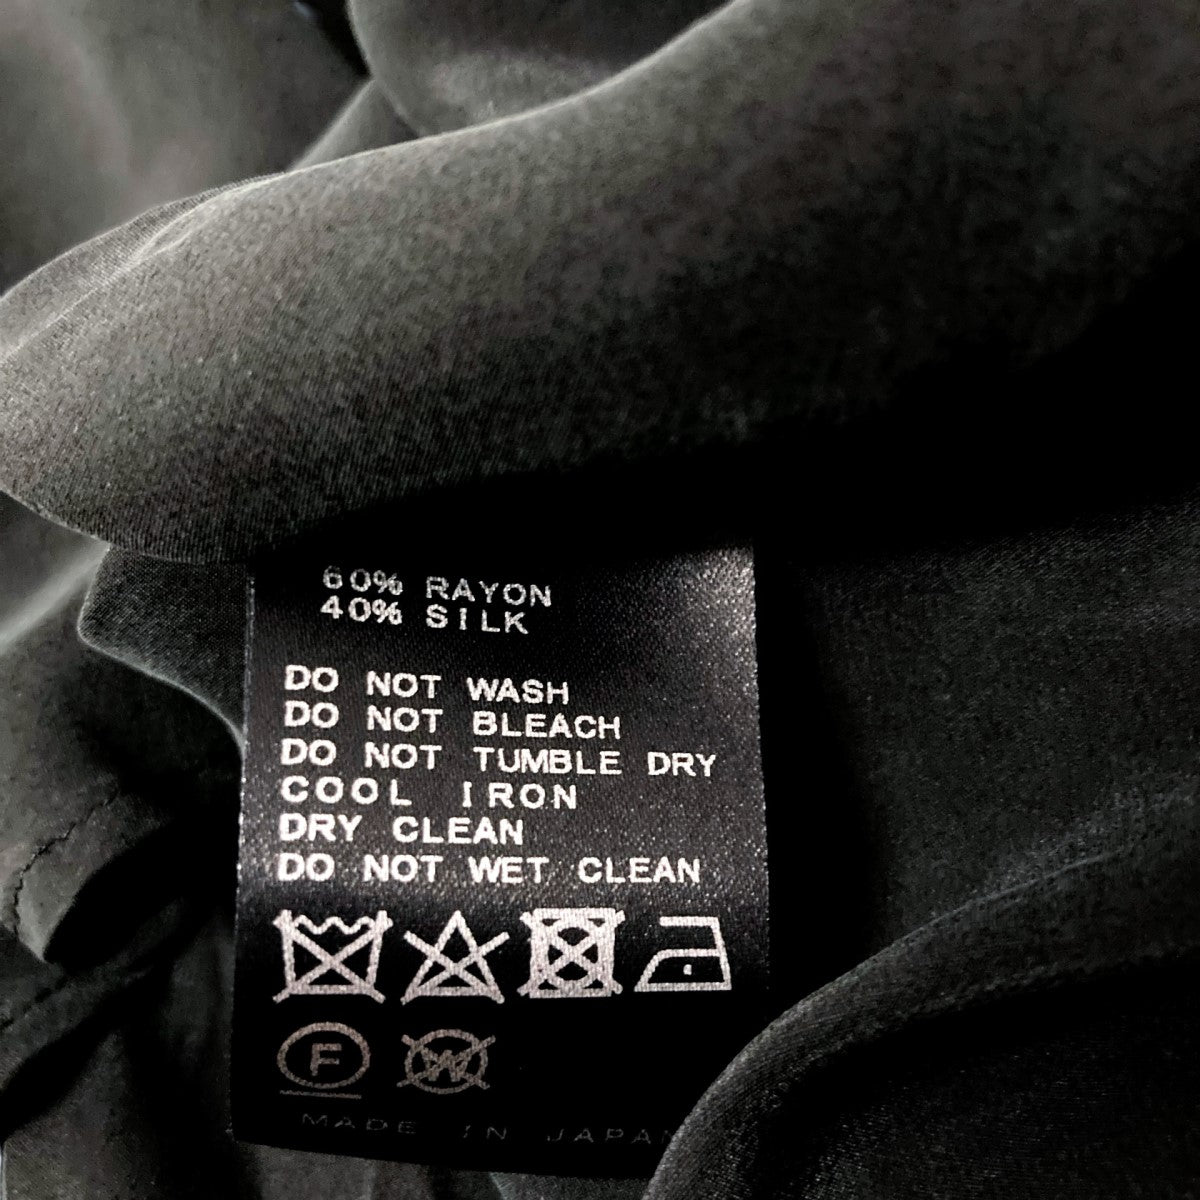 60% RAYON
40% SILK
DO NOT WASH
DO NOT BLEACH
DO NOT TUMBLE DRY
COOL IRON
DRY CLEAN
DO NOT WET CLEAN
F W
MADE IN JAPAN